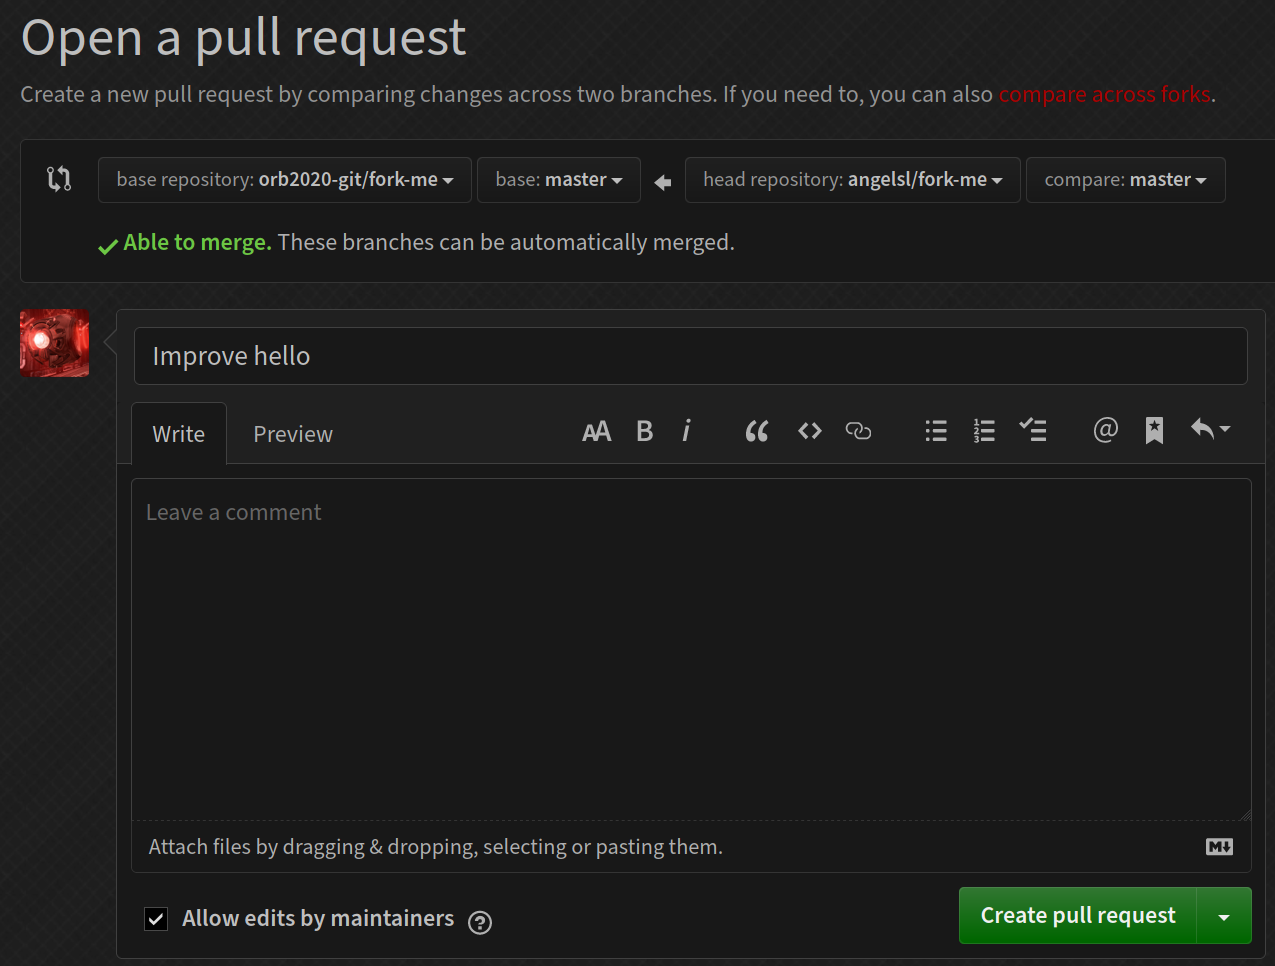 Open a pull request
Create a new pull request by comparing changes across two branches. If you need to, you can also compare across forks.
base repository: orb2020-git/fork-me base: master head repository: angelsl/fork-me compare: master
Able to merge. These branches can be automatically merged.
Improve hello
Write Preview AA B i “ <> @
Leave a comment
Attach files by dragging & dropping, selecting or pasting them. M
Allow edits by maintainers ? Create pull request